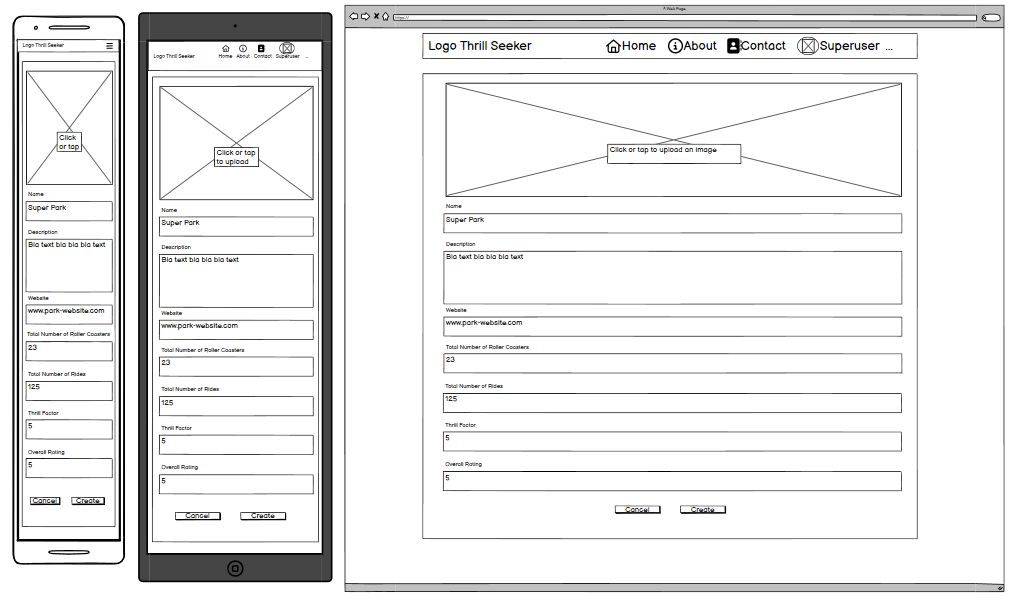 Logo Thrill Seeker
Click
or tap
Name
Super Park
Description
Bla text bla bla bla text
Website
www.park-website.com
Total Number of Roller Coasters
23
Total Number of Rides
125
Thrill Factor
5
Overall Rating
5
Cancel Create
Logo Thrill Seeker Home About Contact Superuser ...
Click or tap
to upload
Name
Super Park
Description
Bla text bla bla bla text
Website
www.park-website.com
Total Number of Roller Coasters
23
Total Number of Rides
125
Thrill Factor
5
Overall Rating
5
Cancel Create
A Web Page
https://
Logo Thrill Seeker Home About Contact Superuser ...
Click or tap to upload an image
Name
Super Park
Description
Bla text bla bla bla text
Website
www.park-website.com
Total Number of Roller Coasters
23
Total Number of Rides
125
Thrill Factor
5
Overall Rating
5
Cancel Create